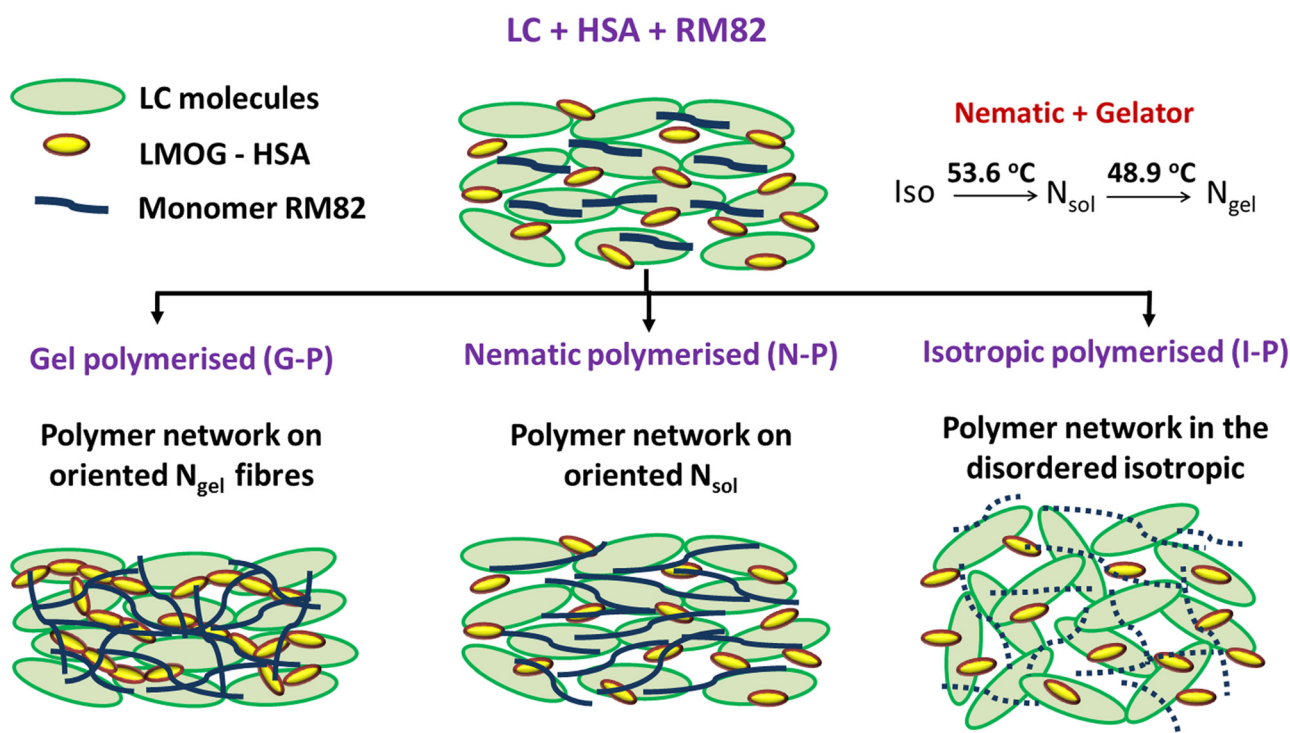 LC + HSA + RM82
LC molecules
LMOG - HSA
Monomer RM82
Nematic + Gelator
Iso 53.6 °C N_sol 48.9 °C N_gel
Gel polymerised (G-P)
Polymer network on
oriented N_gel fibres
Nematic polymerised (N-P)
Polymer network on
oriented N_sol
Isotropic polymerised (I-P)
Polymer network in the
disordered isotropic